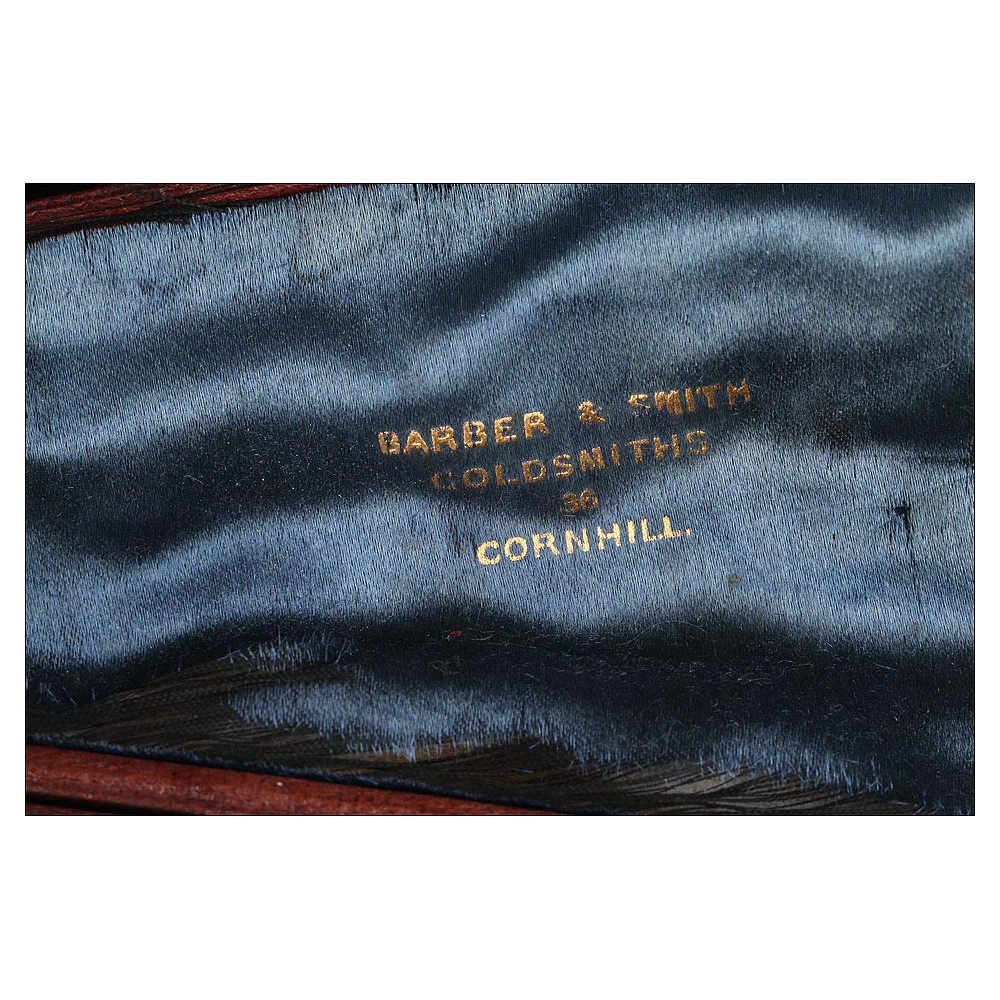 BARBER & SMITH
GOLDSMITHS
36
CORNHILL.